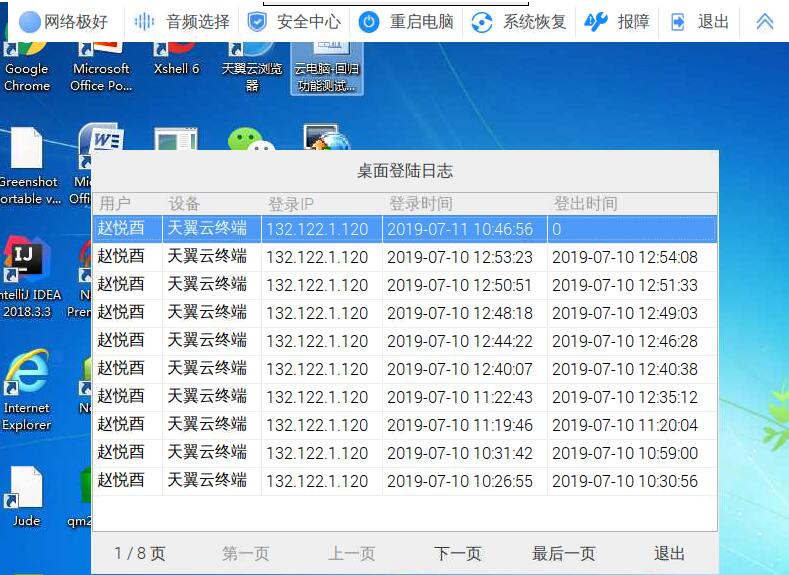 网络极好 音频选择 安全中心 重启电脑 系统恢复 报障 退出
Google Chrome
Microsoft Office Po...
Xshell 6
天翼云浏览器
云电脑-回归功能测试...
Greenshot
ortable v...
Mi
Offi
桌面登陆日志
用户 设备 登录IP 登录时间 登出时间
赵悦酉 天翼云终端 132.122.1.120 2019-07-11 10:46:56 0
赵悦酉 天翼云终端 132.122.1.120 2019-07-10 12:53:23 2019-07-10 12:54:08
赵悦酉 天翼云终端 132.122.1.120 2019-07-10 12:50:51 2019-07-10 12:51:33
赵悦酉 天翼云终端 132.122.1.120 2019-07-10 12:48:18 2019-07-10 12:49:03
赵悦酉 天翼云终端 132.122.1.120 2019-07-10 12:44:22 2019-07-10 12:46:28
赵悦酉 天翼云终端 132.122.1.120 2019-07-10 12:40:07 2019-07-10 12:40:38
赵悦酉 天翼云终端 132.122.1.120 2019-07-10 11:22:43 2019-07-10 12:35:12
赵悦酉 天翼云终端 132.122.1.120 2019-07-10 11:19:46 2019-07-10 11:20:04
赵悦酉 天翼云终端 132.122.1.120 2019-07-10 10:31:42 2019-07-10 10:59:00
赵悦酉 天翼云终端 132.122.1.120 2019-07-10 10:26:55 2019-07-10 10:30:56
IJ
ntelliJ IDEA
2018.3.3
N
Prem
Internet
Explorer
N
Jude
qm2
1 / 8 页 第一页 上一页 下一页 最后一页 退出